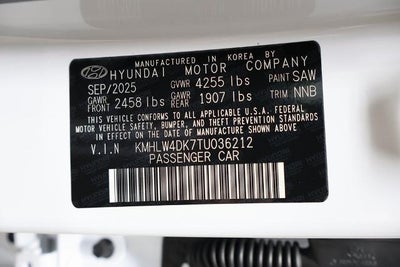 MANUFACTURED IN KOREA BY
HYUNDAI MOTOR COMPANY
SEP/2025 GVWR 4255 lbs PAINT SAW
GAWR FRONT 2458 lbs GAWR REAR 1907 lbs TRIM NNB
THIS VEHICLE CONFORMS TO ALL APPLICABLE U.S.A. FEDERAL
MOTOR VEHICLE SAFETY, BUMPER, AND THEFT PREVENTION STANDARDS
IN EFFECT ON THE DATE OF MANUFACTURE SHOWN ABOVE.
V.I.N KMHLW4DK7TU036212
PASSENGER CAR